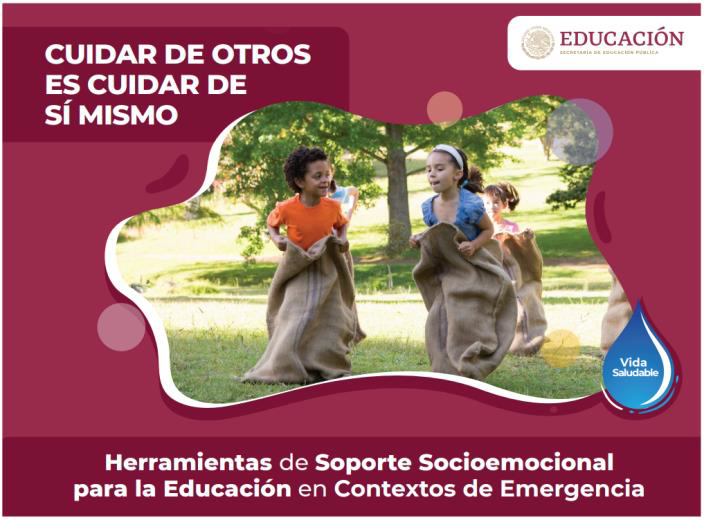 CUIDAR DE OTROS
ES CUIDAR DE
SÍ MISMO
EDUCACIÓN
SECRETARÍA DE EDUCACIÓN PÚBLICA
Vida
Saludable
Herramientas de Soporte Socioemocional
para la Educación en Contextos de Emergencia